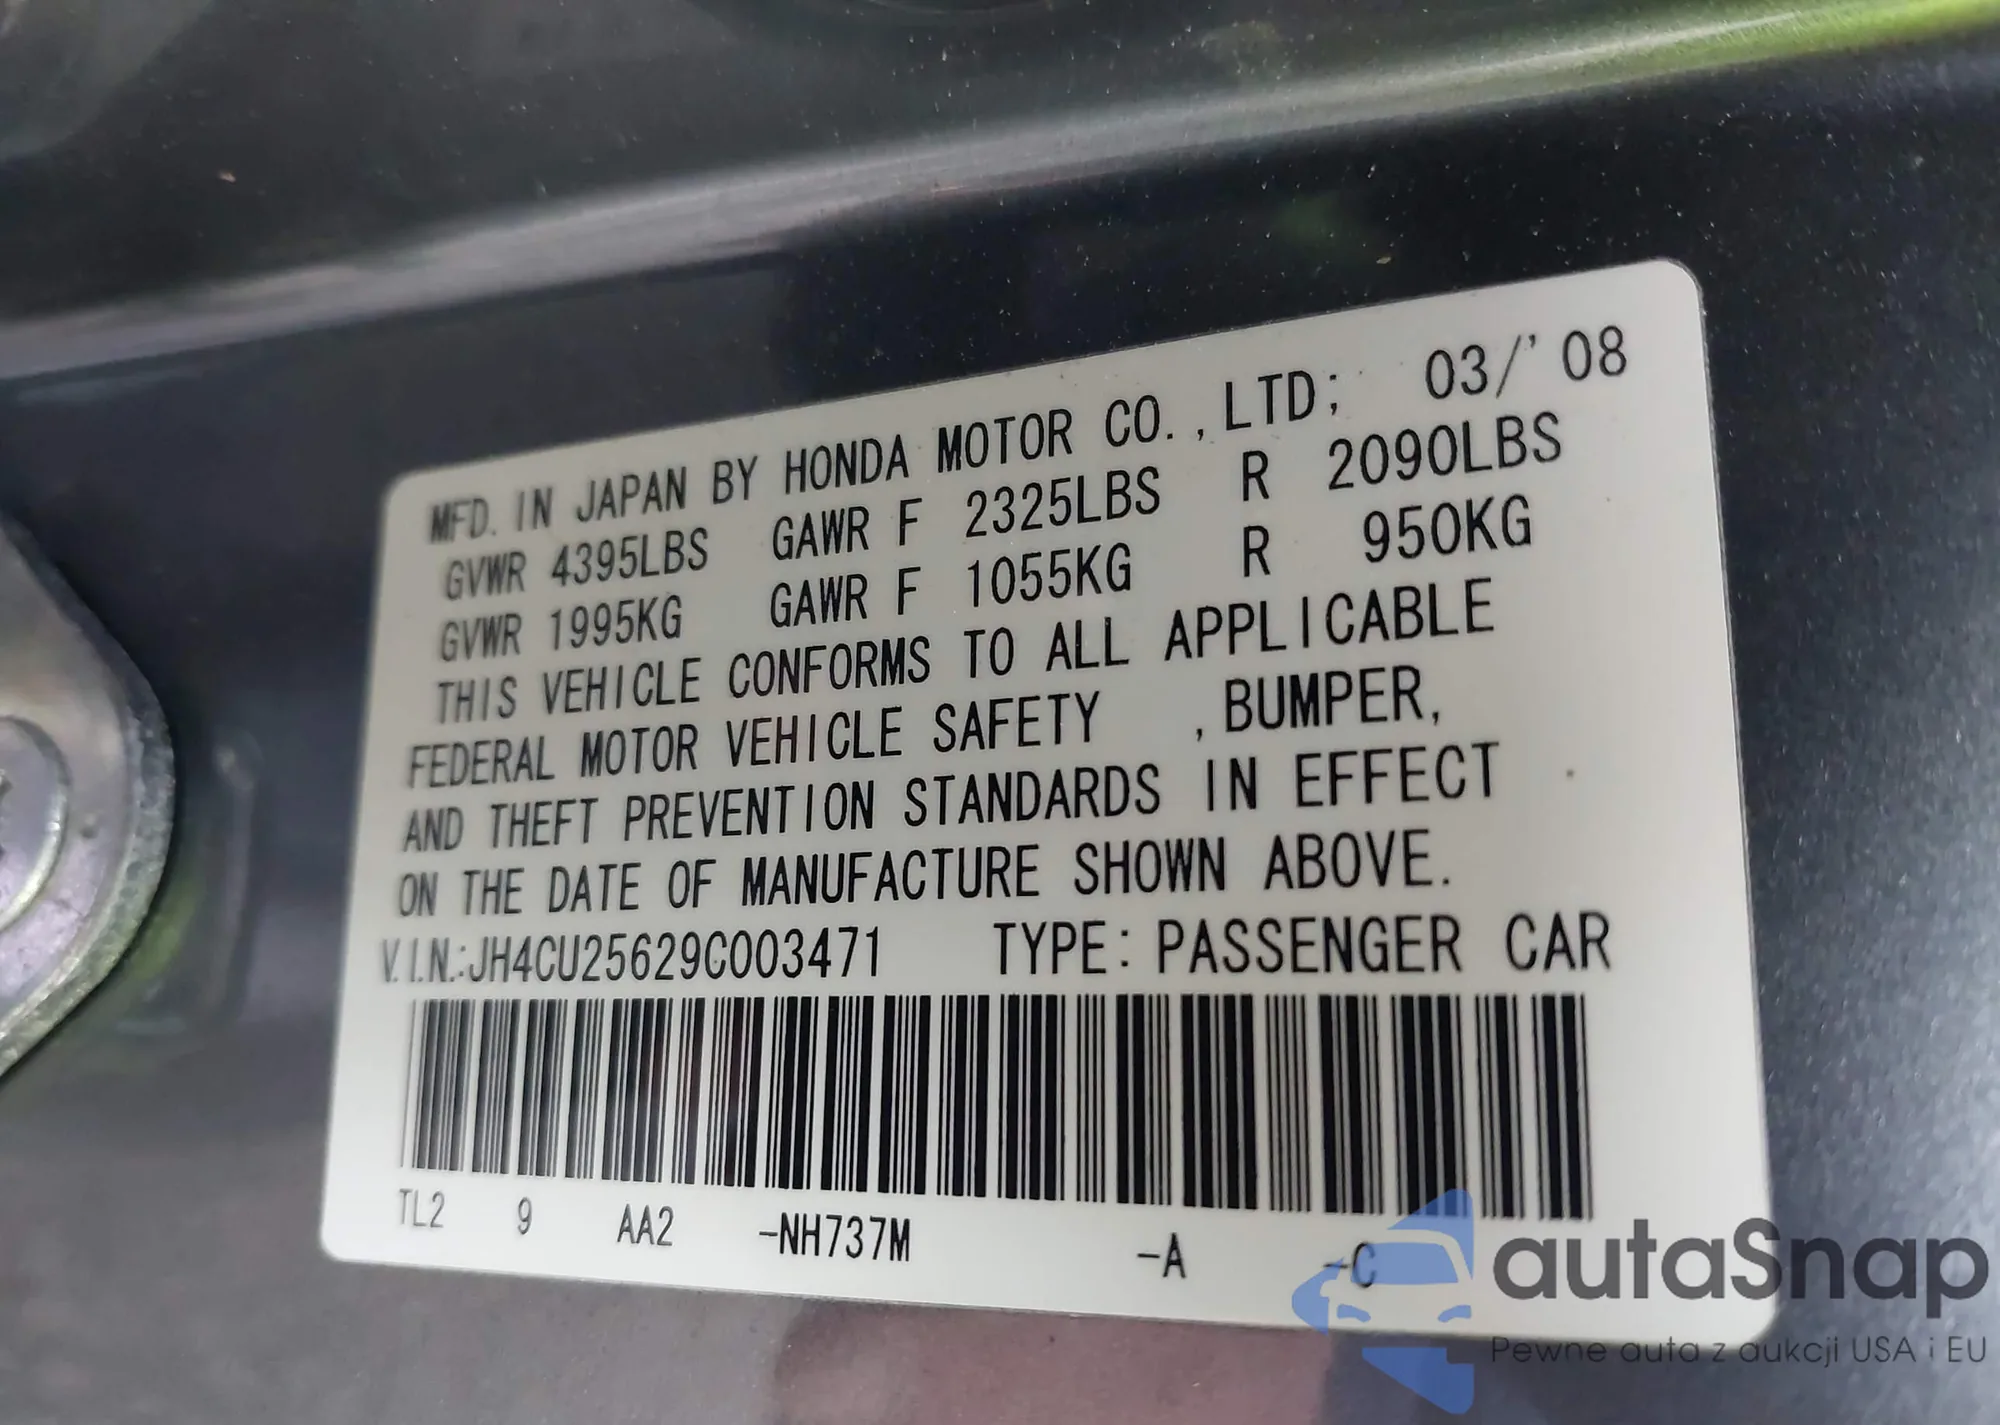 MFD. IN JAPAN BY HONDA MOTOR CO.,LTD; 03/'08
GVWR 4395LBS GAWR F 2325LBS R 2090LBS
GVWR 1995KG GAWR F 1055KG R 950KG
THIS VEHICLE CONFORMS TO ALL APPLICABLE
FEDERAL MOTOR VEHICLE SAFETY ,BUMPER,
AND THEFT PREVENTION STANDARDS IN EFFECT
ON THE DATE OF MANUFACTURE SHOWN ABOVE.
V.I.N.:JH4CU25629C003471 TYPE: PASSENGER CAR
TL2 9 AA2 -NH737M -A -C
autaSnap
Pewne auta z aukcji USA i EU